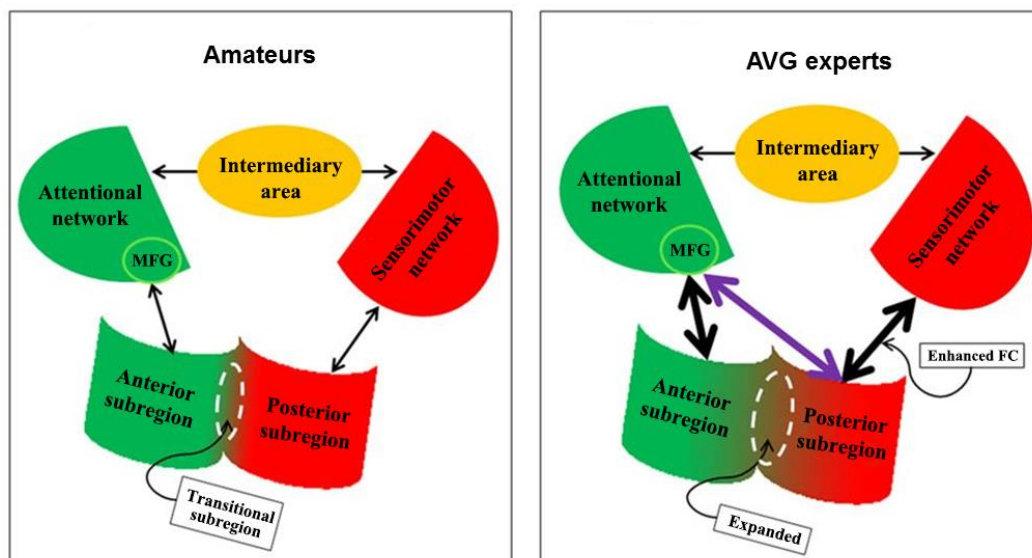 Amateurs
Attentional
network
MFG
Intermediary
area
Sensorimotor
network
Anterior
subregion
Posterior
subregion
Transitional
subregion
AVG experts
Attentional
network
MFG
Intermediary
area
Sensorimotor
network
Enhanced FC
Anterior
subregion
Posterior
subregion
Expanded